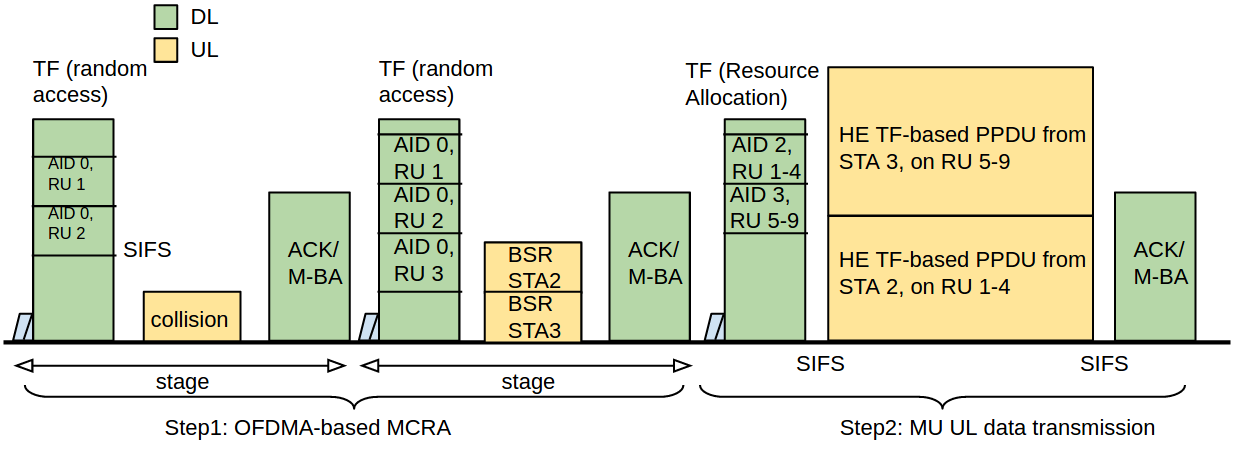 DL
UL
TF (random
access)
AID 0,
RU 1
AID 0,
RU 2
SIFS
collision
ACK/
M-BA
TF (random
access)
AID 0,
RU 1
AID 0,
RU 2
AID 0,
RU 3
BSR
STA2
BSR
STA3
ACK/
M-BA
TF (Resource
Allocation)
AID 2,
RU 1-4
AID 3,
RU 5-9
HE TF-based PPDU from
STA 3, on RU 5-9
HE TF-based PPDU from
STA 2, on RU 1-4
ACK/
M-BA
stage
stage
SIFS
SIFS
Step1: OFDMA-based MCRA
Step2: MU UL data transmission